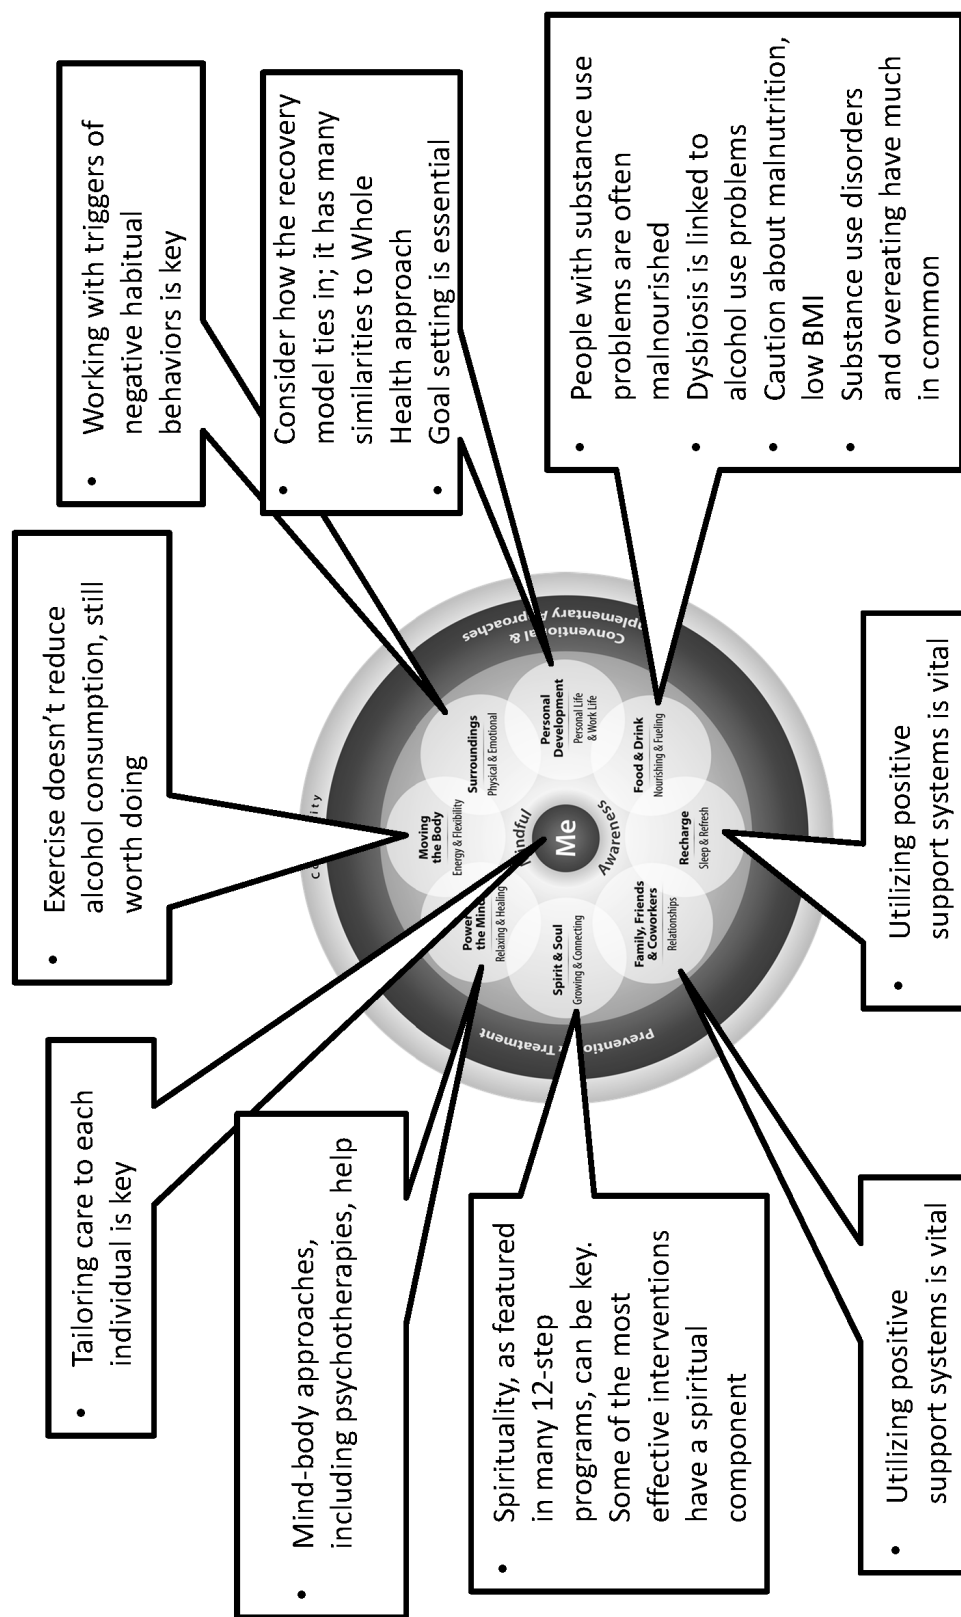 • Exercise doesn't reduce
alcohol consumption, still
worth doing
• Tailoring care to each
individual is key
• Working with triggers of
negative habitual
behaviors is key
• Mind-body approaches,
including psychotherapies, help
• Consider how the recovery
model ties in; it has many
similarities to Whole
Health approach
• Goal setting is essential
• Spirituality, as featured
in many 12-step
programs, can be key.
Some of the most
effective interventions
have a spiritual
component
Moving
the Body
Energy & Flexibility
Power
the Mind
Relaxing & Healing
Surroundings
Physical & Emotional
Mindful
Me
Awareness
Spirit & Soul
Growing & Connecting
Personal
Development
Personal Life
& Work Life
Family, Friends
& Coworkers
Relationships
Food & Drink
Nourishing & Fueling
Recharge
Sleep & Refresh
Prevention & Treatment
Conventional &
Approaches
• People with substance use
problems are often
malnourished
• Dysbiosis is linked to
alcohol use problems
• Caution about malnutrition,
low BMI
• Substance use disorders
and overeating have much
in common
• Utilizing positive
support systems is vital
• Utilizing positive
support systems is vital